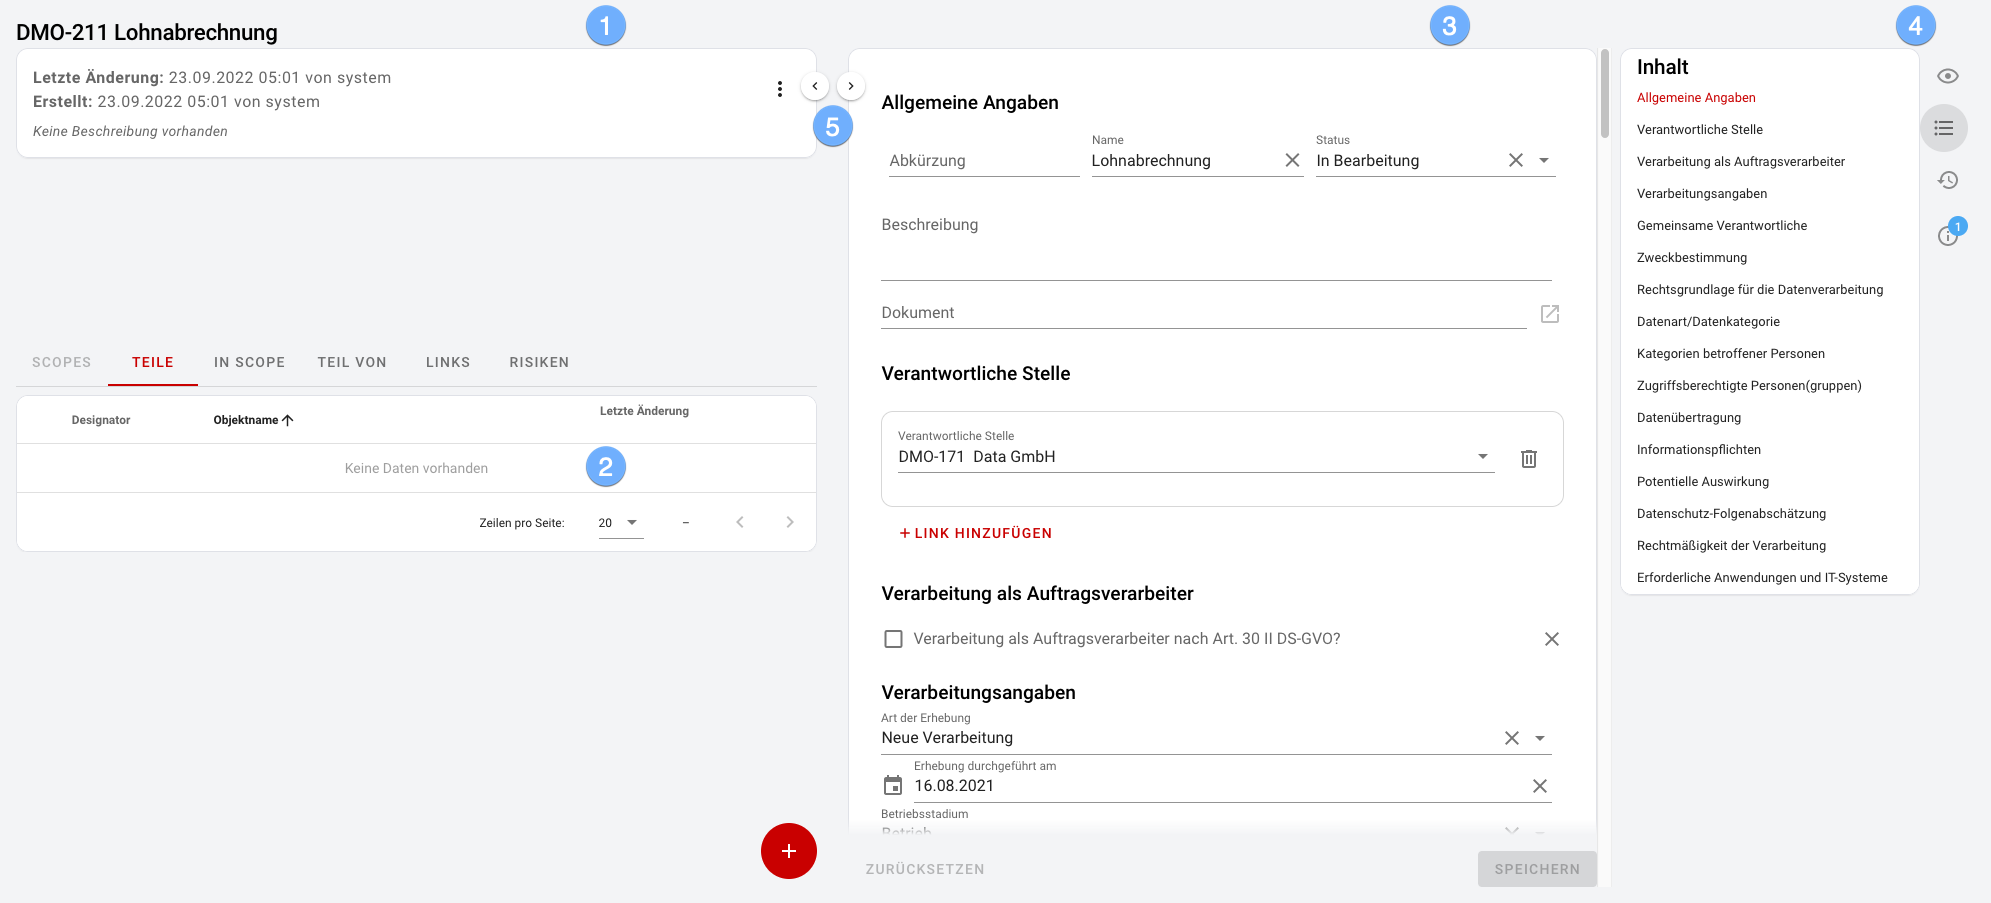 DMO-211 Lohnabrechnung
1
Letzte Änderung: 23.09.2022 05:01 von system
Erstellt: 23.09.2022 05:01 von system
Keine Beschreibung vorhanden
5
SCOPES TEILE IN SCOPE TEIL VON LINKS RISIKEN
Designator Objektname Letzte Änderung
Keine Daten vorhanden
2
Zeilen pro Seite: 20 –
+
3
Allgemeine Angaben
Abkürzung
Name
Lohnabrechnung
Status
In Bearbeitung
Beschreibung
Dokument
Verantwortliche Stelle
Verantwortliche Stelle
DMO-171 Data GmbH
+ LINK HINZUFÜGEN
Verarbeitung als Auftragsverarbeiter
Verarbeitung als Auftragsverarbeiter nach Art. 30 II DS-GVO?
Verarbeitungsangaben
Art der Erhebung
Neue Verarbeitung
Erhebung durchgeführt am
16.08.2021
Betriebsstadium
Betrieb
ZURÜCKSETZEN SPEICHERN
4
Inhalt
Allgemeine Angaben
Verantwortliche Stelle
Verarbeitung als Auftragsverarbeiter
Verarbeitungsangaben
Gemeinsame Verantwortliche
Zweckbestimmung
Rechtsgrundlage für die Datenverarbeitung
Datenart/Datenkategorie
Kategorien betroffener Personen
Zugriffsberechtigte Personen(gruppen)
Datenübertragung
Informationspflichten
Potentielle Auswirkung
Datenschutz-Folgenabschätzung
Rechtmäßigkeit der Verarbeitung
Erforderliche Anwendungen und IT-Systeme
1